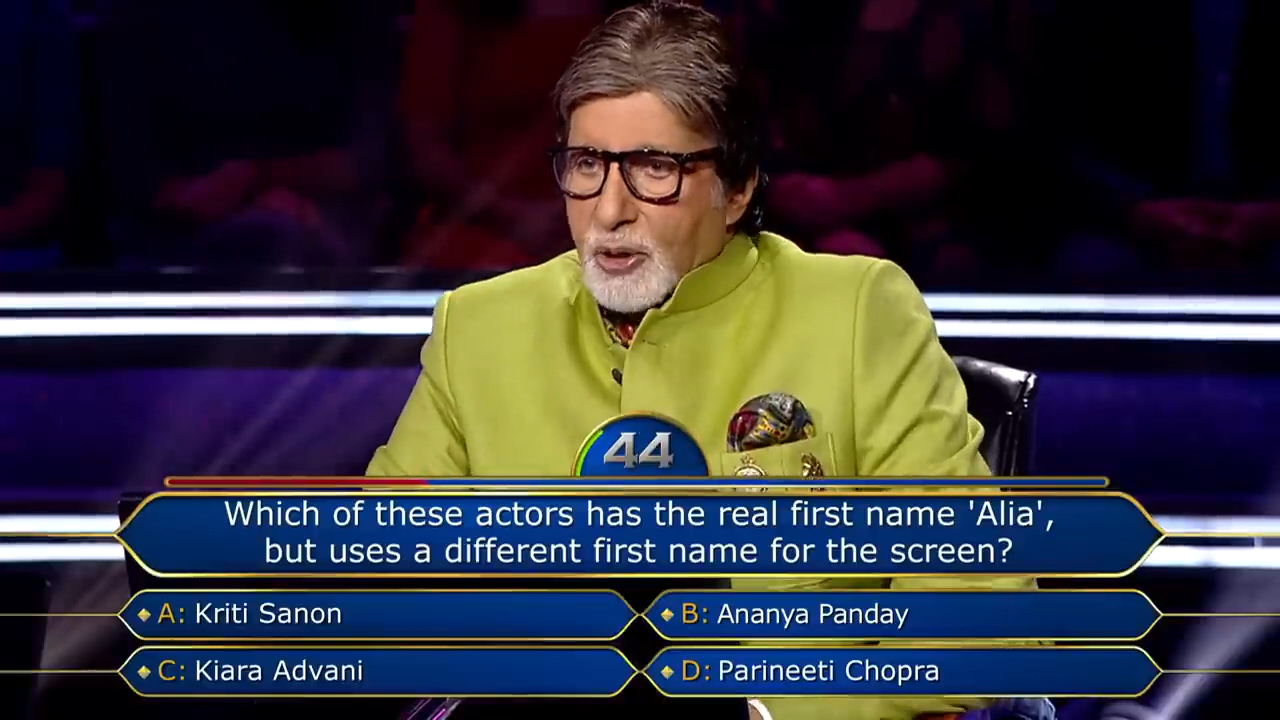 44
Which of these actors has the real first name 'Alia',
but uses a different first name for the screen?
A: Kriti Sanon
B: Ananya Panday
C: Kiara Advani
D: Parineeti Chopra